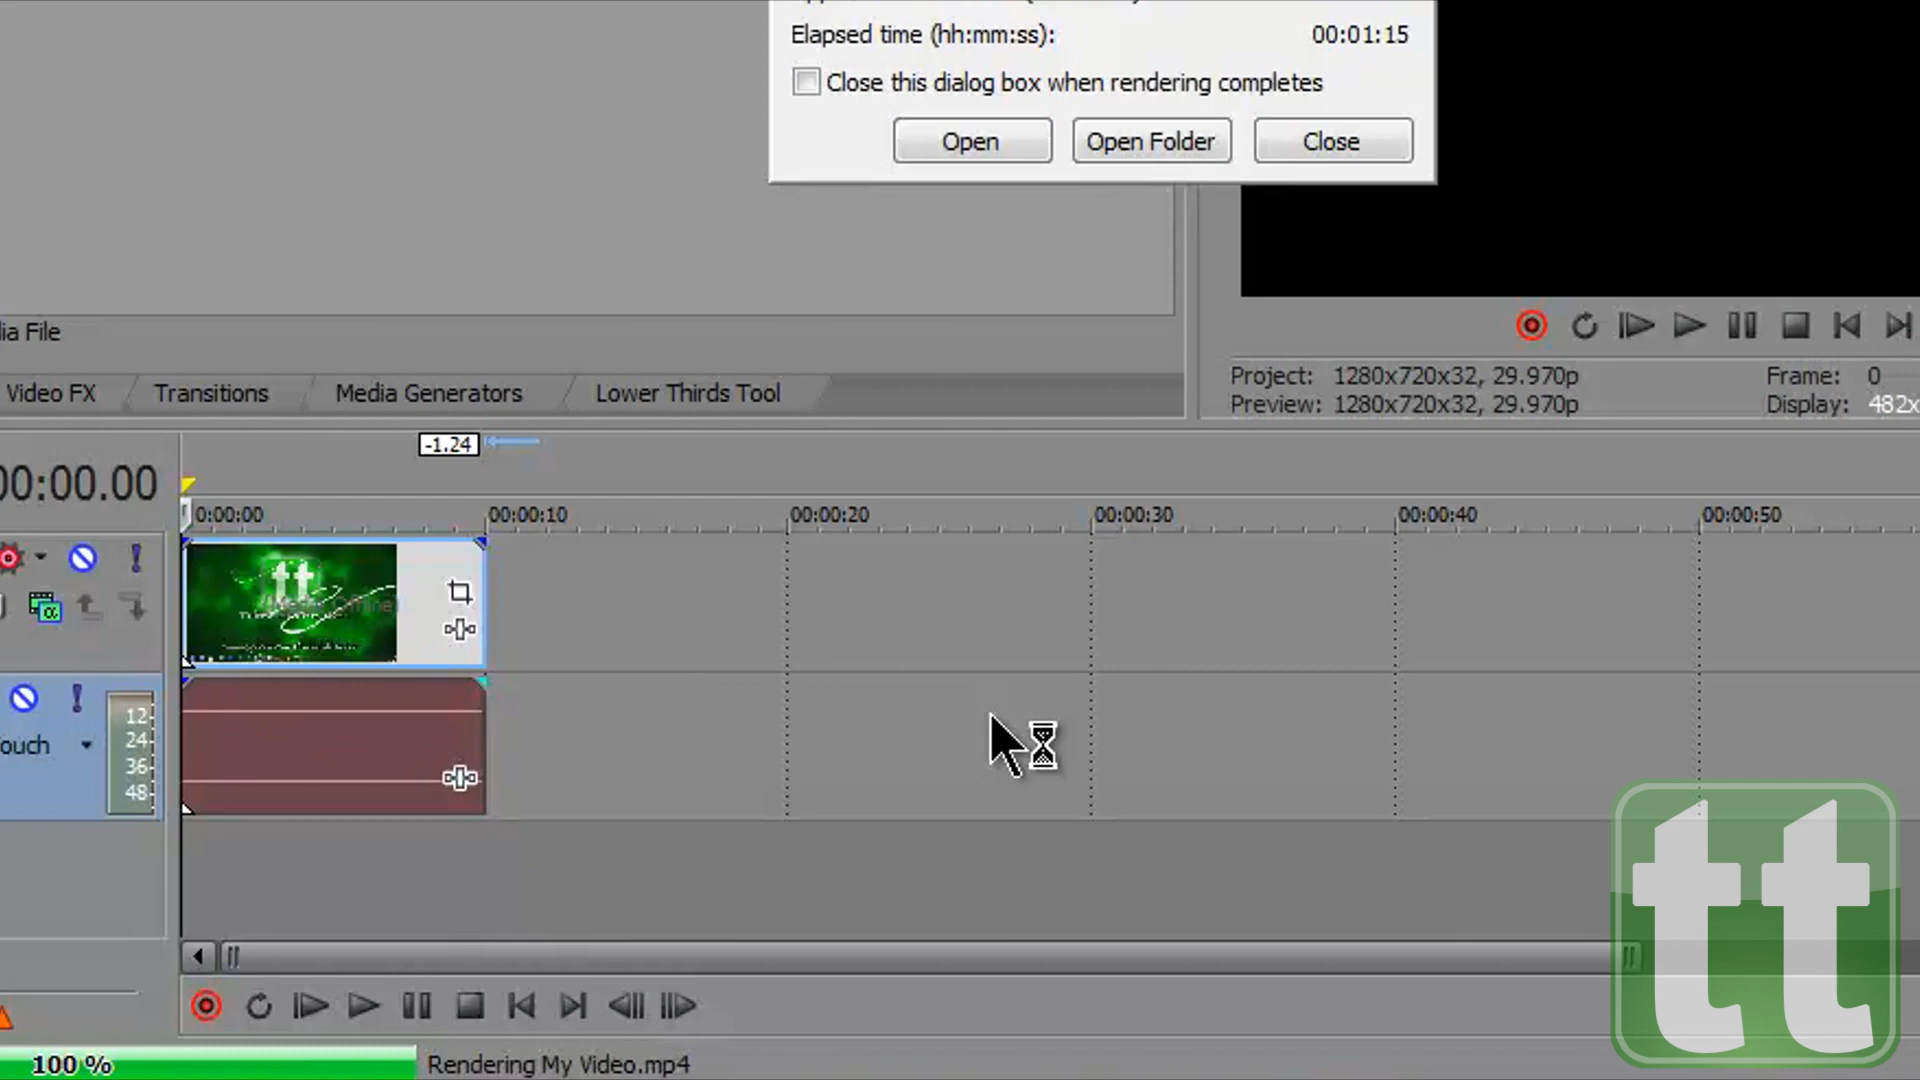 Elapsed time (hh:mm:ss): 00:01:15
Close this dialog box when rendering completes
Open Open Folder Close
ia File
Video FX Transitions Media Generators Lower Thirds Tool
Project: 1280x720x32, 29.970p Frame: 0
Preview: 1280x720x32, 29.970p Display: 482x
-1.24
00:00.00
0:00:00 00:00:10 00:00:20 00:00:30 00:00:40 00:00:50
tt
12
24
ouch
36
48
tt
100 % Rendering My Video.mp4